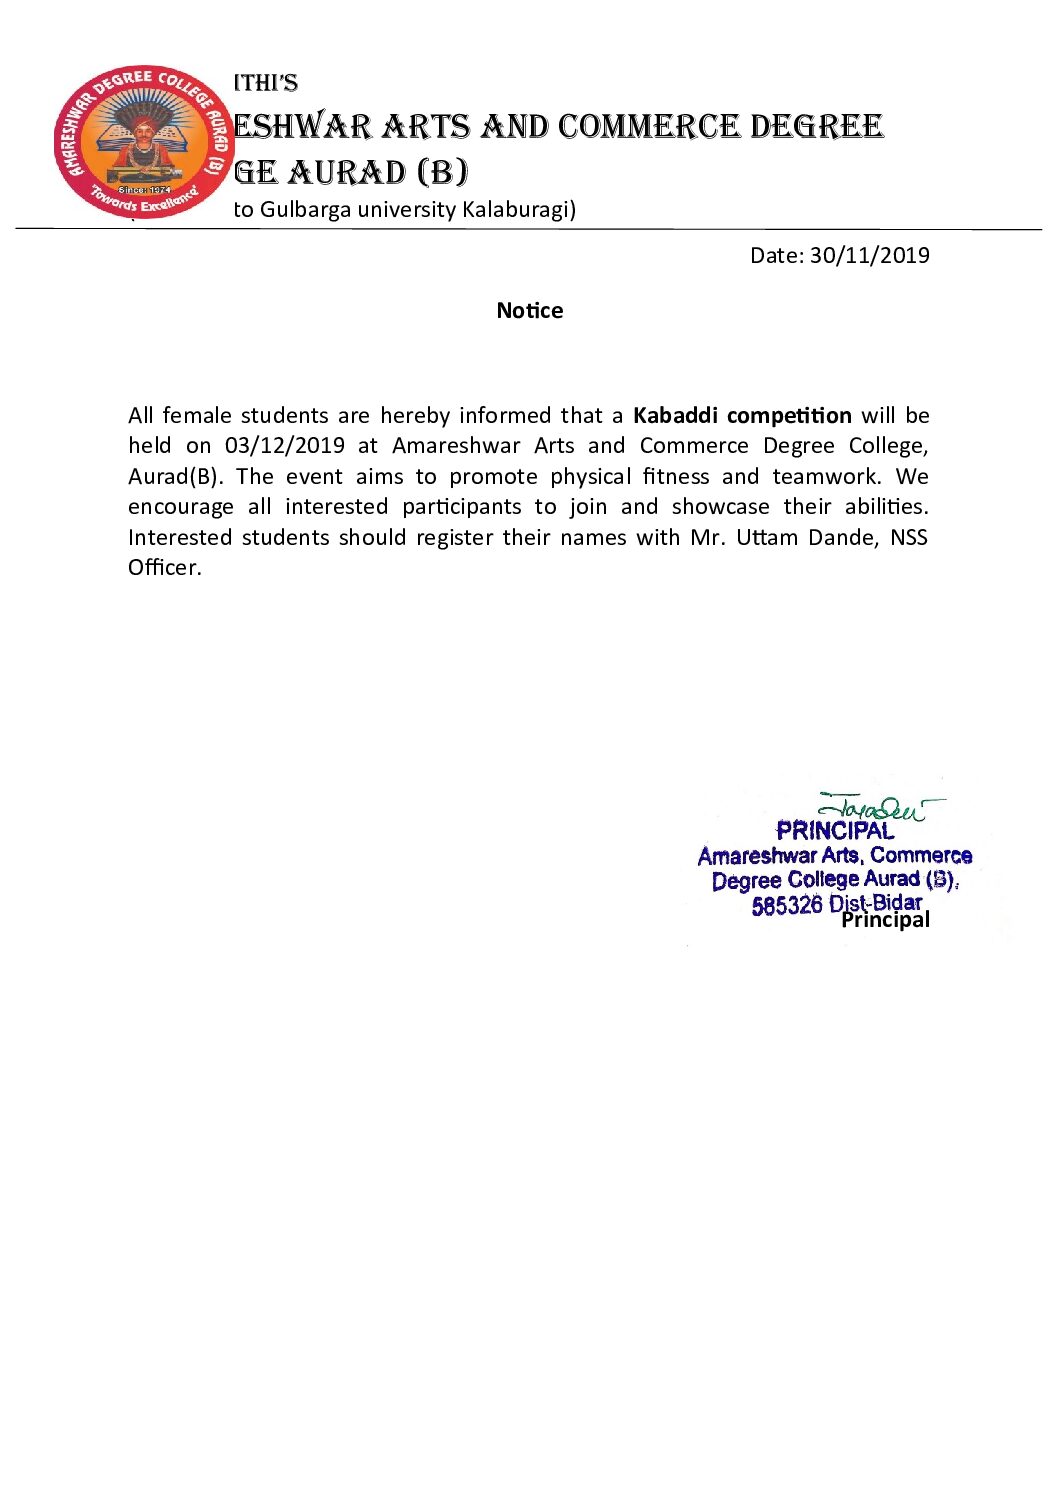 AMARESHWAR DEGREE COLLEGE AURAD (B)
Since 1974
"Towards Excellence"
ITHI'S
ESHWAR ARTS AND COMMERCE DEGREE
GE AURAD (B)
to Gulbarga university Kalaburagi)
Date: 30/11/2019
Notice
All female students are hereby informed that a Kabaddi competition will be
held on 03/12/2019 at Amareshwar Arts and Commerce Degree College,
Aurad(B). The event aims to promote physical fitness and teamwork. We
encourage all interested participants to join and showcase their abilities.
Interested students should register their names with Mr. Uttam Dande, NSS
Officer.
PRINCIPAL
Amareshwar Arts, Commerce
Degree College Aurad (B).
585326 Dist-Bidar
Principal